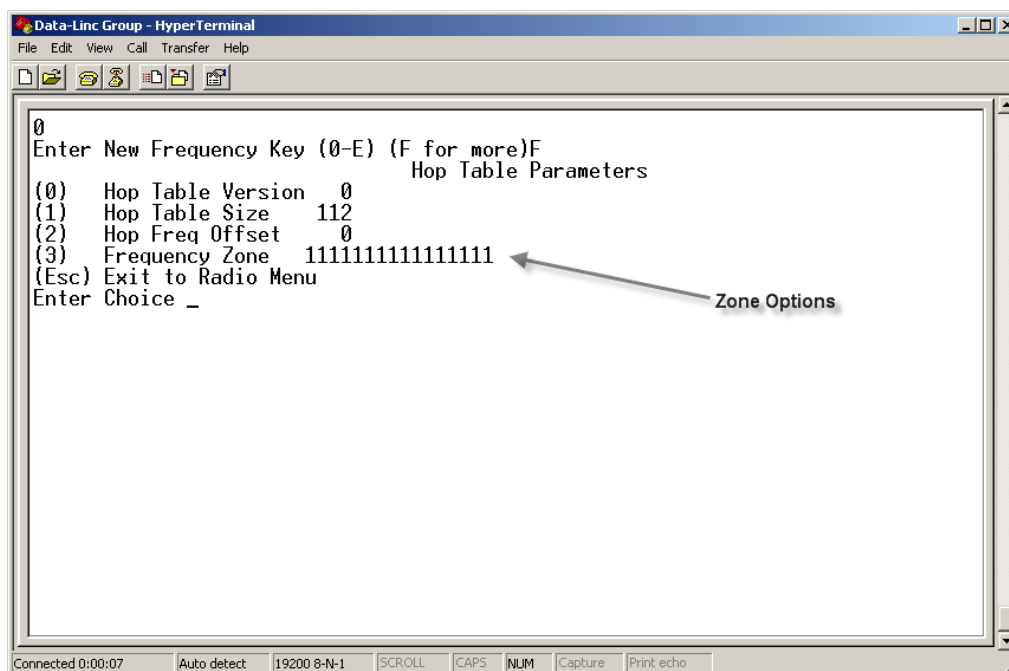 Data-Linc Group - HyperTerminal
File Edit View Call Transfer Help
0
Enter New Frequency Key (0-E) (F for more)F
Hop Table Parameters
(0) Hop Table Version 0
(1) Hop Table Size 112
(2) Hop Freq Offset 0
(3) Frequency Zone 1111111111111111
(Esc) Exit to Radio Menu
Enter Choice _
Zone Options
Connected 0:00:07 Auto detect 19200 8-N-1 SCROLL CAPS NUM Capture Print echo